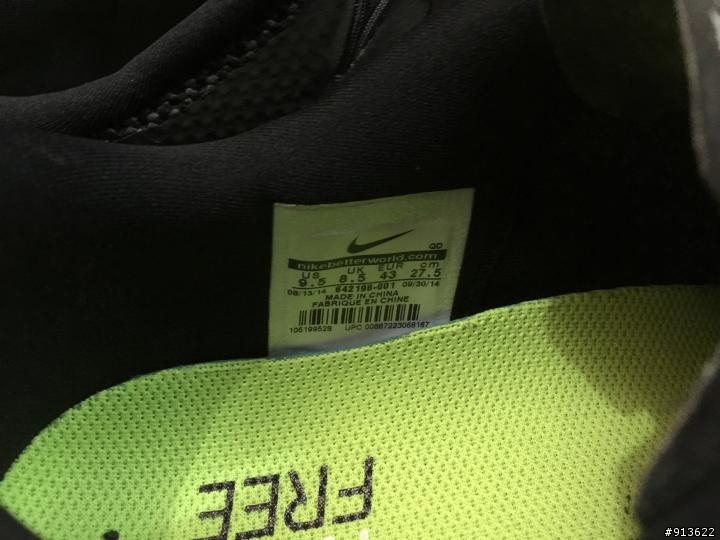 QD
nikebetterworld.com
US UK EUR cm
9.5 8.5 43 27.5
08/13/14 642198-001 09/30/14
MADE IN CHINA
FABRIQUE EN CHINE
105199528 UPC 00887223068187
FREE
#913622